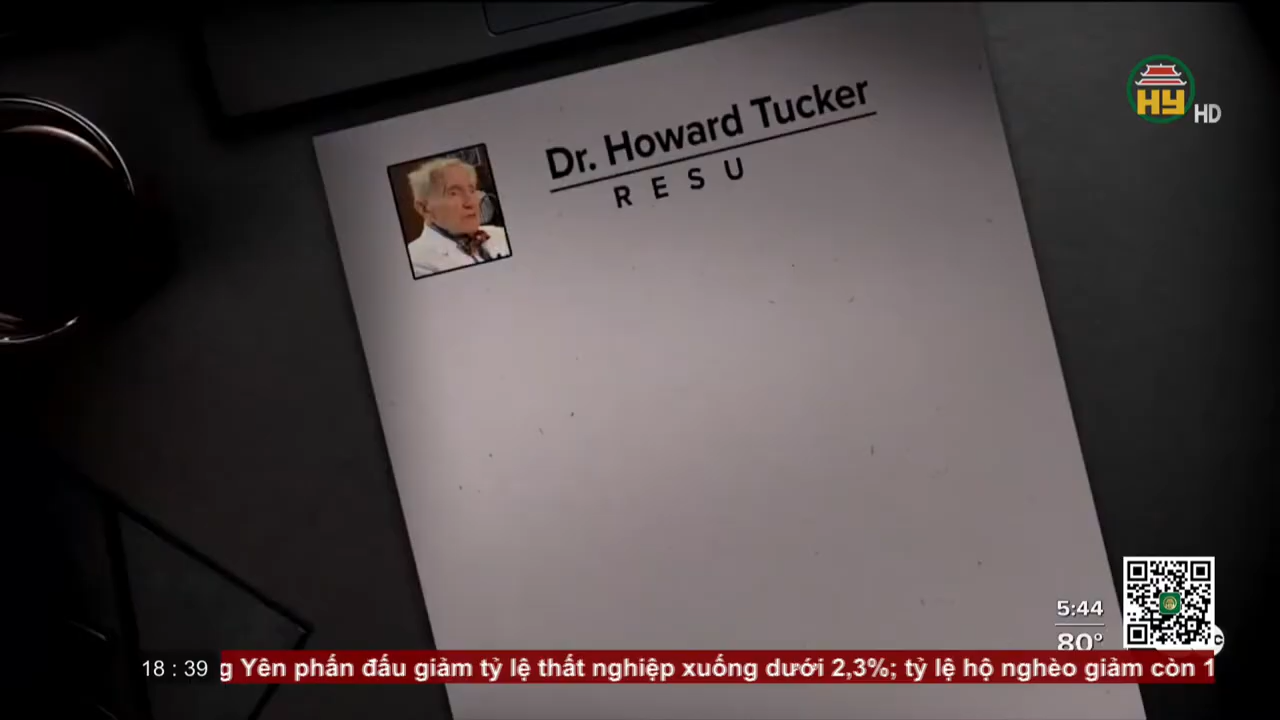 HY HD
Dr. Howard Tucker
RESU
5:44
80°
18 : 39
g Yên phấn đấu giảm tỷ lệ thất nghiệp xuống dưới 2,3%; tỷ lệ hộ nghèo giảm còn 1